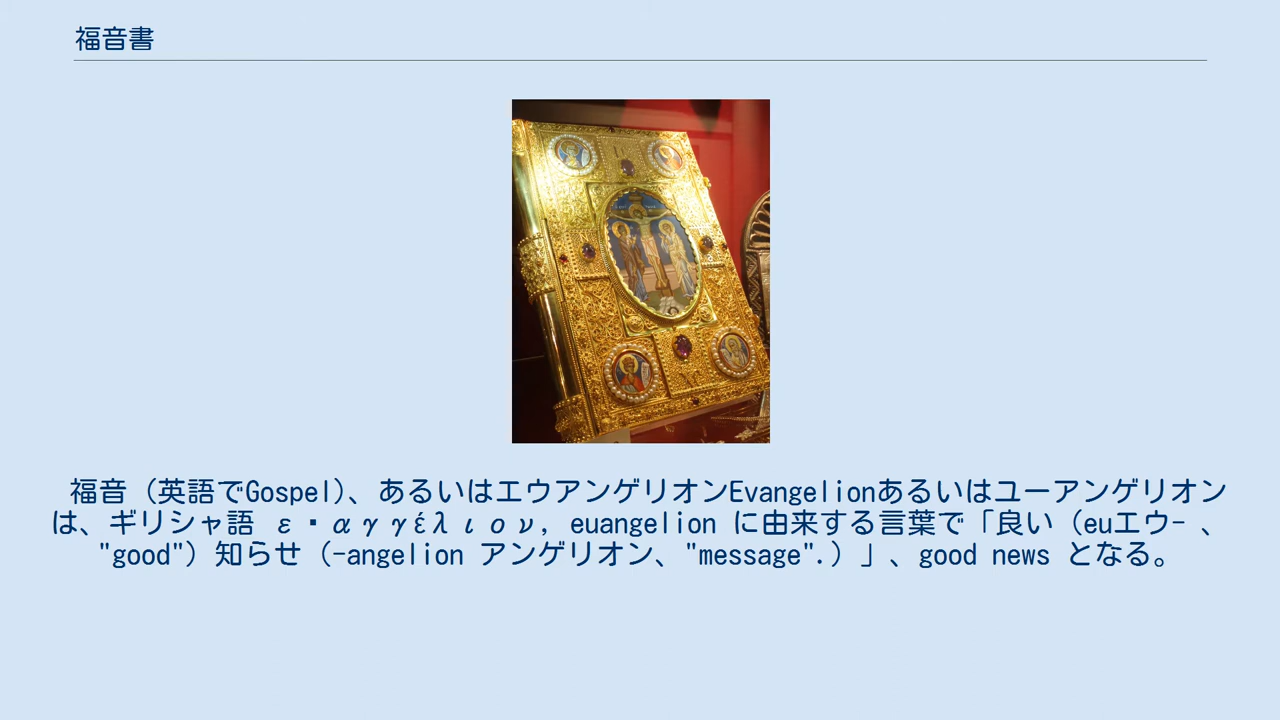 福音書
福音（英語でGospel）、あるいはエウアンゲリオンEvangelionあるいはユーアンゲリオン
は、ギリシャ語 ε・αγγέλιον, euangelion に由来する言葉で「良い（euエウ- 、
"good"）知らせ（-angelion アンゲリオン、"message".）」、good news となる。